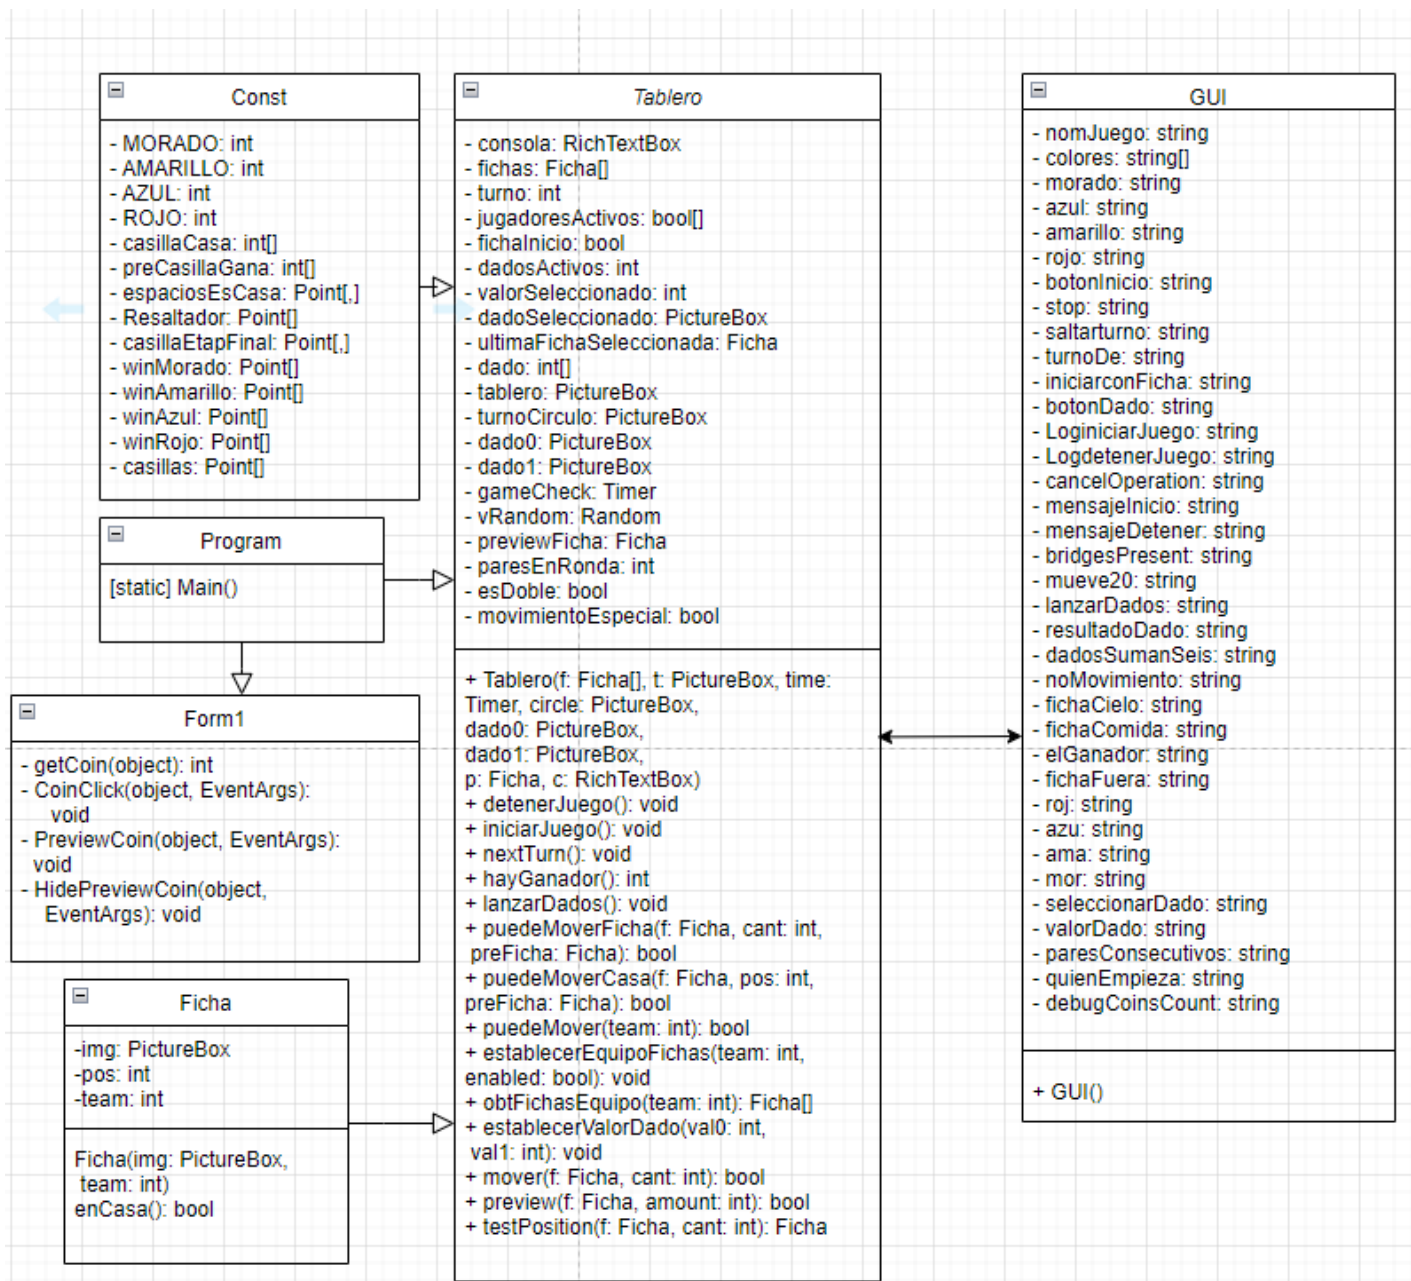 Const
- MORADO: int
- AMARILLO: int
- AZUL: int
- ROJO: int
- casillaCasa: int[]
- preCasillaGana: int[]
- espaciosEsCasa: Point[,]
- Resaltador: Point[]
- casillaEtapFinal: Point[,]
- winMorado: Point[]
- winAmarillo: Point[]
- winAzul: Point[]
- winRojo: Point[]
- casillas: Point[]
Program
[static] Main()
Form1
- getCoin(object): int
- CoinClick(object, EventArgs):
void
- PreviewCoin(object, EventArgs):
void
- HidePreviewCoin(object,
EventArgs): void
Ficha
-img: PictureBox
-pos: int
-team: int
Ficha(img: PictureBox,
team: int)
enCasa(): bool
Tablero
- consola: RichTextBox
- fichas: Ficha[]
- turno: int
- jugadoresActivos: bool[]
- fichaInicio: bool
- dadosActivos: int
- valorSeleccionado: int
- dadoSeleccionado: PictureBox
- ultimaFichaSeleccionada: Ficha
- dado: int[]
- tablero: PictureBox
- turnoCirculo: PictureBox
- dado0: PictureBox
- dado1: PictureBox
- gameCheck: Timer
- vRandom: Random
- previewFicha: Ficha
- paresEnRonda: int
- esDoble: bool
- movimientoEspecial: bool
+ Tablero(f: Ficha[], t: PictureBox, time:
Timer, circle: PictureBox,
dado0: PictureBox,
dado1: PictureBox,
p: Ficha, c: RichTextBox)
+ detenerJuego(): void
+ iniciarJuego(): void
+ nextTurn(): void
+ hayGanador(): int
+ lanzarDados(): void
+ puedeMoverFicha(f: Ficha, cant: int,
preFicha: Ficha): bool
+ puedeMoverCasa(f: Ficha, pos: int,
preFicha: Ficha): bool
+ puedeMover(team: int): bool
+ establecerEquipoFichas(team: int,
enabled: bool): void
+ obtFichasEquipo(team: int): Ficha[]
+ establecerValorDado(val0: int,
val1: int): void
+ mover(f: Ficha, cant: int): bool
+ preview(f: Ficha, amount: int): bool
+ testPosition(f: Ficha, cant: int): Ficha
GUI
- nomJuego: string
- colores: string[]
- morado: string
- azul: string
- amarillo: string
- rojo: string
- botonInicio: string
- stop: string
- saltarturno: string
- turnoDe: string
- iniciarconFicha: string
- botonDado: string
- LoginiciarJuego: string
- LogdetenerJuego: string
- cancelOperation: string
- mensajeInicio: string
- mensajeDetener: string
- bridgesPresent: string
- mueve20: string
- lanzarDados: string
- resultadoDado: string
- dadosSumanSeis: string
- noMovimiento: string
- fichaCielo: string
- fichaComida: string
- elGanador: string
- fichaFuera: string
- roj: string
- azu: string
- ama: string
- mor: string
- seleccionarDado: string
- valorDado: string
- paresConsecutivos: string
- quienEmpieza: string
- debugCoinsCount: string
+ GUI()